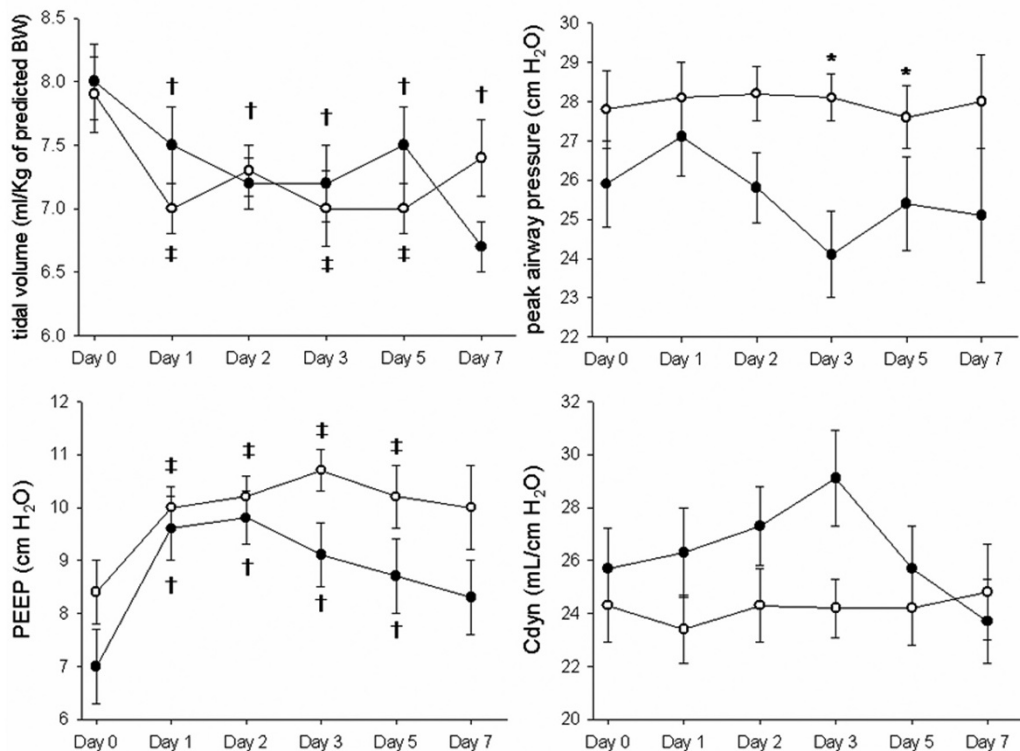 tidal volume (ml/Kg of predicted BW)
8.5
8.0
7.5
7.0
6.5
6.0
† † † † †
‡ ‡ ‡
Day 0 Day 1 Day 2 Day 3 Day 5 Day 7
peak airway pressure (cm H₂O)
30
29
28
27
26
25
24
23
22
* *
Day 0 Day 1 Day 2 Day 3 Day 5 Day 7
PEEP (cm H₂O)
12
11
10
9
8
7
6
‡ ‡ ‡ ‡
† † † †
Day 0 Day 1 Day 2 Day 3 Day 5 Day 7
Cdyn (mL/cm H₂O)
32
30
28
26
24
22
20
Day 0 Day 1 Day 2 Day 3 Day 5 Day 7